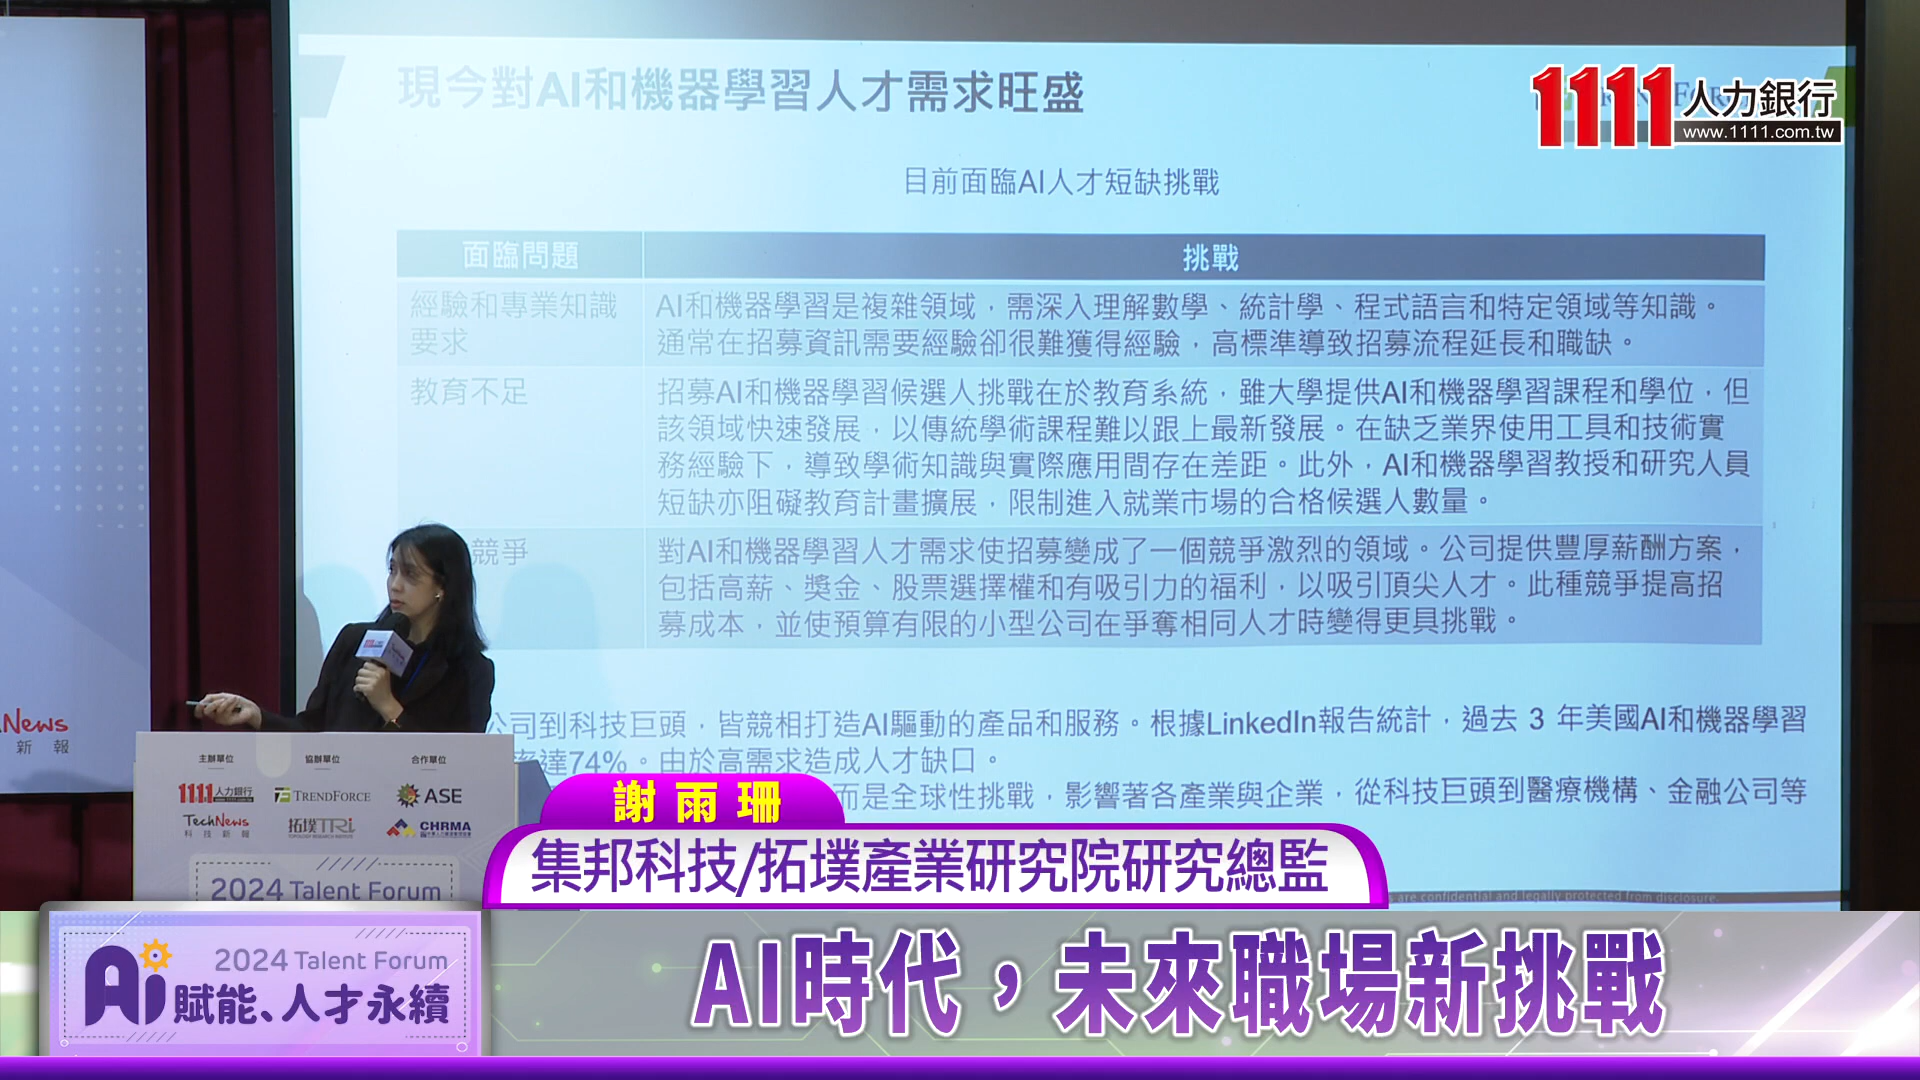 現今對AI和機器學習人才需求旺盛
1111人力銀行
www.1111.com.tw
目前面臨AI人才短缺挑戰
面臨問題
挑戰
經驗和專業知識
要求
AI和機器學習是複雜領域，需深入理解數學、統計學、程式語言和特定領域等知識。
通常在招募資訊需要經驗卻很難獲得經驗，高標準導致招募流程延長和職缺。
教育不足
招募AI和機器學習候選人挑戰在於教育系統，雖大學提供AI和機器學習課程和學位，但
該領域快速發展，以傳統學術課程難以跟上最新發展。在缺乏業界使用工具和技術實
務經驗下，導致學術知識與實際應用間存在差距。此外，AI和機器學習教授和研究人員
短缺亦阻礙教育計畫擴展，限制進入就業市場的合格候選人數量。
競爭
對AI和機器學習人才需求使招募變成了一個競爭激烈的領域。公司提供豐厚薪酬方案，
包括高薪、獎金、股票選擇權和有吸引力的福利，以吸引頂尖人才。此種競爭提高招
募成本，並使預算有限的小型公司在爭奪相同人才時變得更具挑戰。
公司到科技巨頭，皆競相打造AI驅動的產品和服務。根據LinkedIn報告統計，過去 3 年美國AI和機器學習
率達74%。由於高需求造成人才缺口。
而是全球性挑戰，影響著各產業與企業，從科技巨頭到醫療機構、金融公司等
are confidential and legally protected from disclosure.
News
新報
主辦單位
協辦單位
合作單位
1111人力銀行
TRENDFORCE
ASE
TechNews
科技新報
拓墣TRi
CHRMA
2024 Talent Forum
謝雨珊
集邦科技/拓墣產業研究院研究總監
2024 Talent Forum
Ai賦能、人才永續
AI時代，未來職場新挑戰